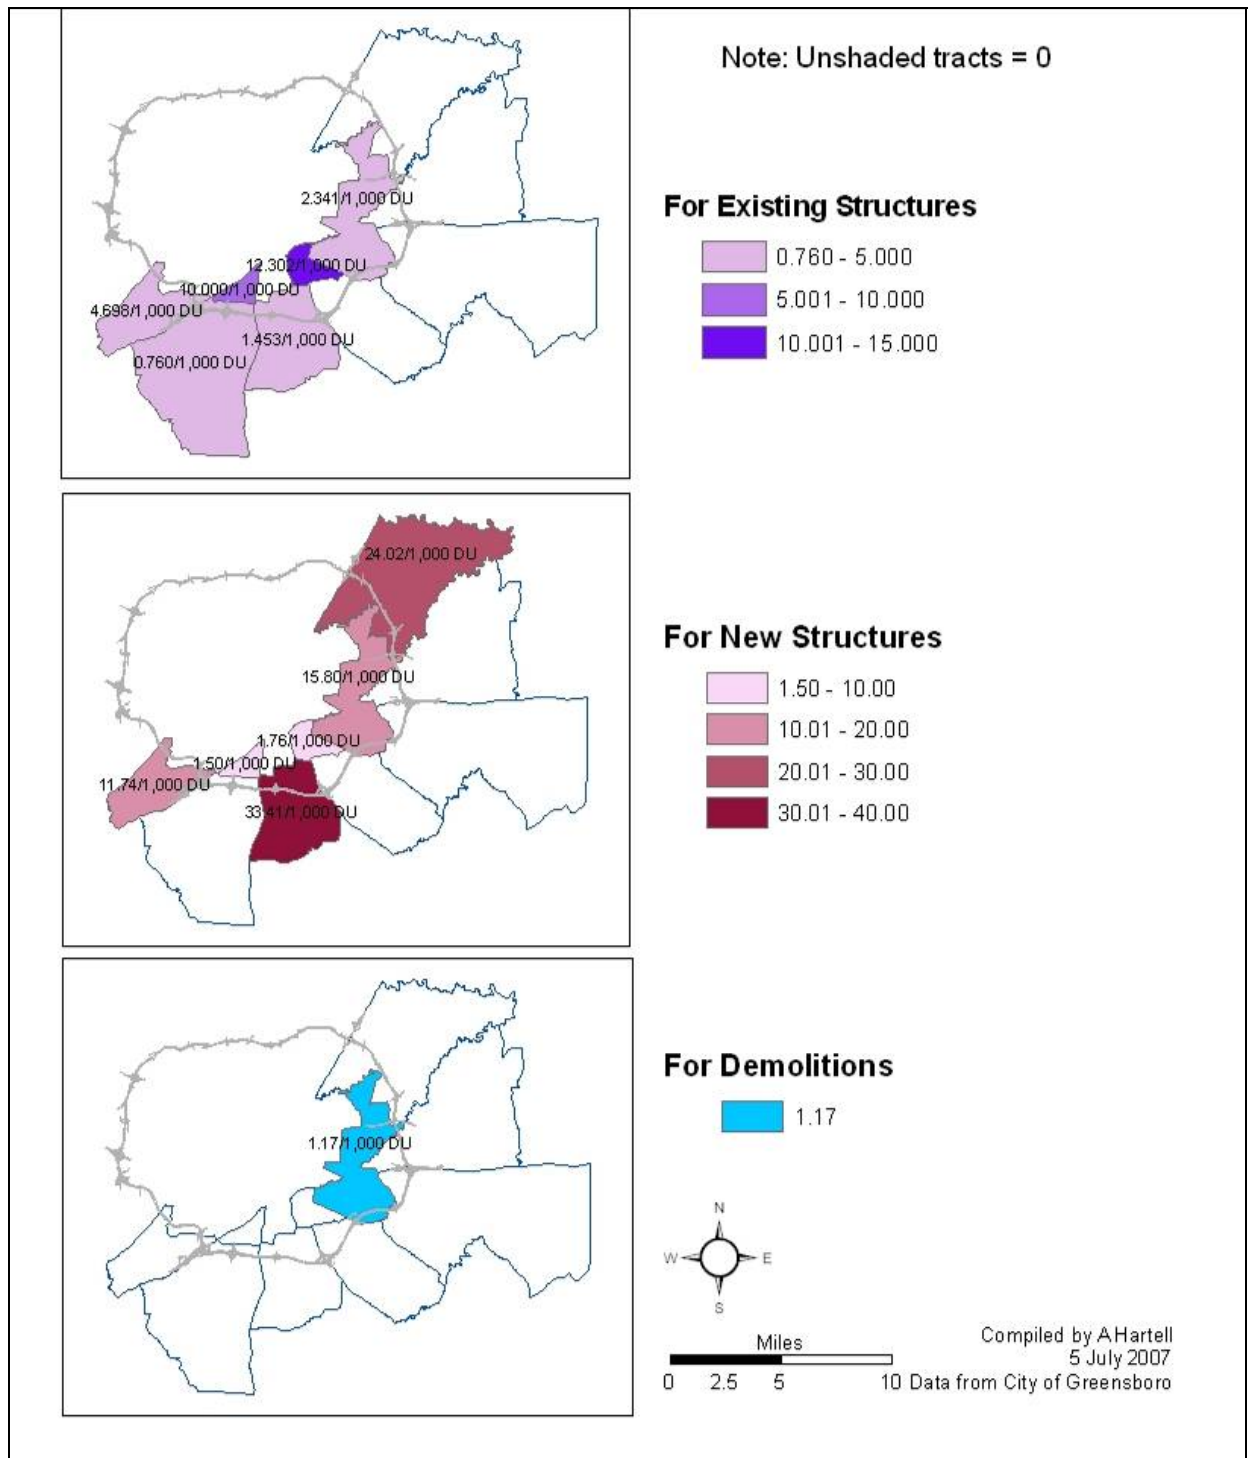 Note: Unshaded tracts = 0
2.341/1,000 DU
12.302/1,000 DU
10.000/1,000 DU
4.698/1,000 DU
1.453/1,000 DU
0.760/1,000 DU
For Existing Structures
0.760 - 5.000
5.001 - 10.000
10.001 - 15.000
24.02/1,000 DU
15.80/1,000 DU
1.76/1,000 DU
1.50/1,000 DU
11.74/1,000 DU
33.41/1,000 DU
For New Structures
1.50 - 10.00
10.01 - 20.00
20.01 - 30.00
30.01 - 40.00
1.17/1,000 DU
For Demolitions
1.17
N
W E
S
Miles
0 2.5 5 10
Compiled by A Hartell
5 July 2007
Data from City of Greensboro